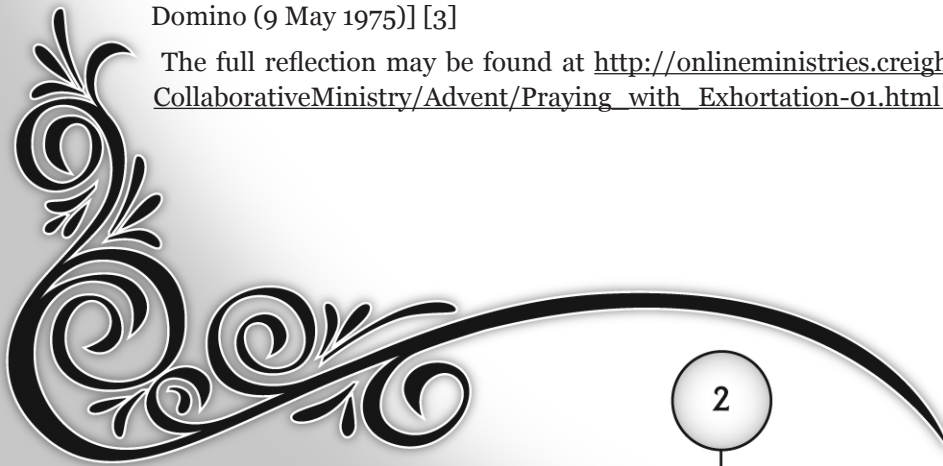 Domino (9 May 1975)] [3]
The full reflection may be found at http://onlineministries.creigh
CollaborativeMinistry/Advent/Praying_with_Exhortation-01.html
2